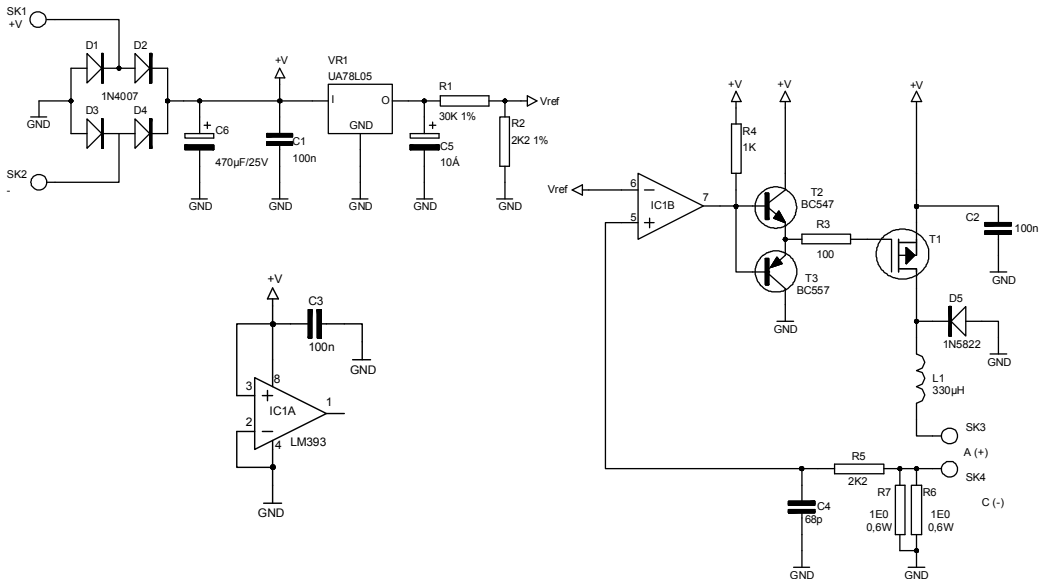 SK1
+V
D1
D2
1N4007
D3
D4
GND
SK2
-
+
C6
470µF/25V
GND
+V
C1
100n
GND
VR1
UA78L05
I
O
GND
GND
+
C5
10Á
GND
R1
30K 1%
Vref
R2
2K2 1%
GND
+V
C3
100n
GND
8
3
+
IC1A
1
2
−
LM393
4
GND
Vref
6
−
IC1B
7
5
+
+V
R4
1K
+V
T2
BC547
T3
BC557
GND
R3
100
+V
T1
C2
100n
GND
D5
1N5822
GND
L1
330µH
SK3
A (+)
SK4
C (-)
R5
2K2
C4
68p
GND
R7
1E0
0,6W
R6
1E0
0,6W
GND